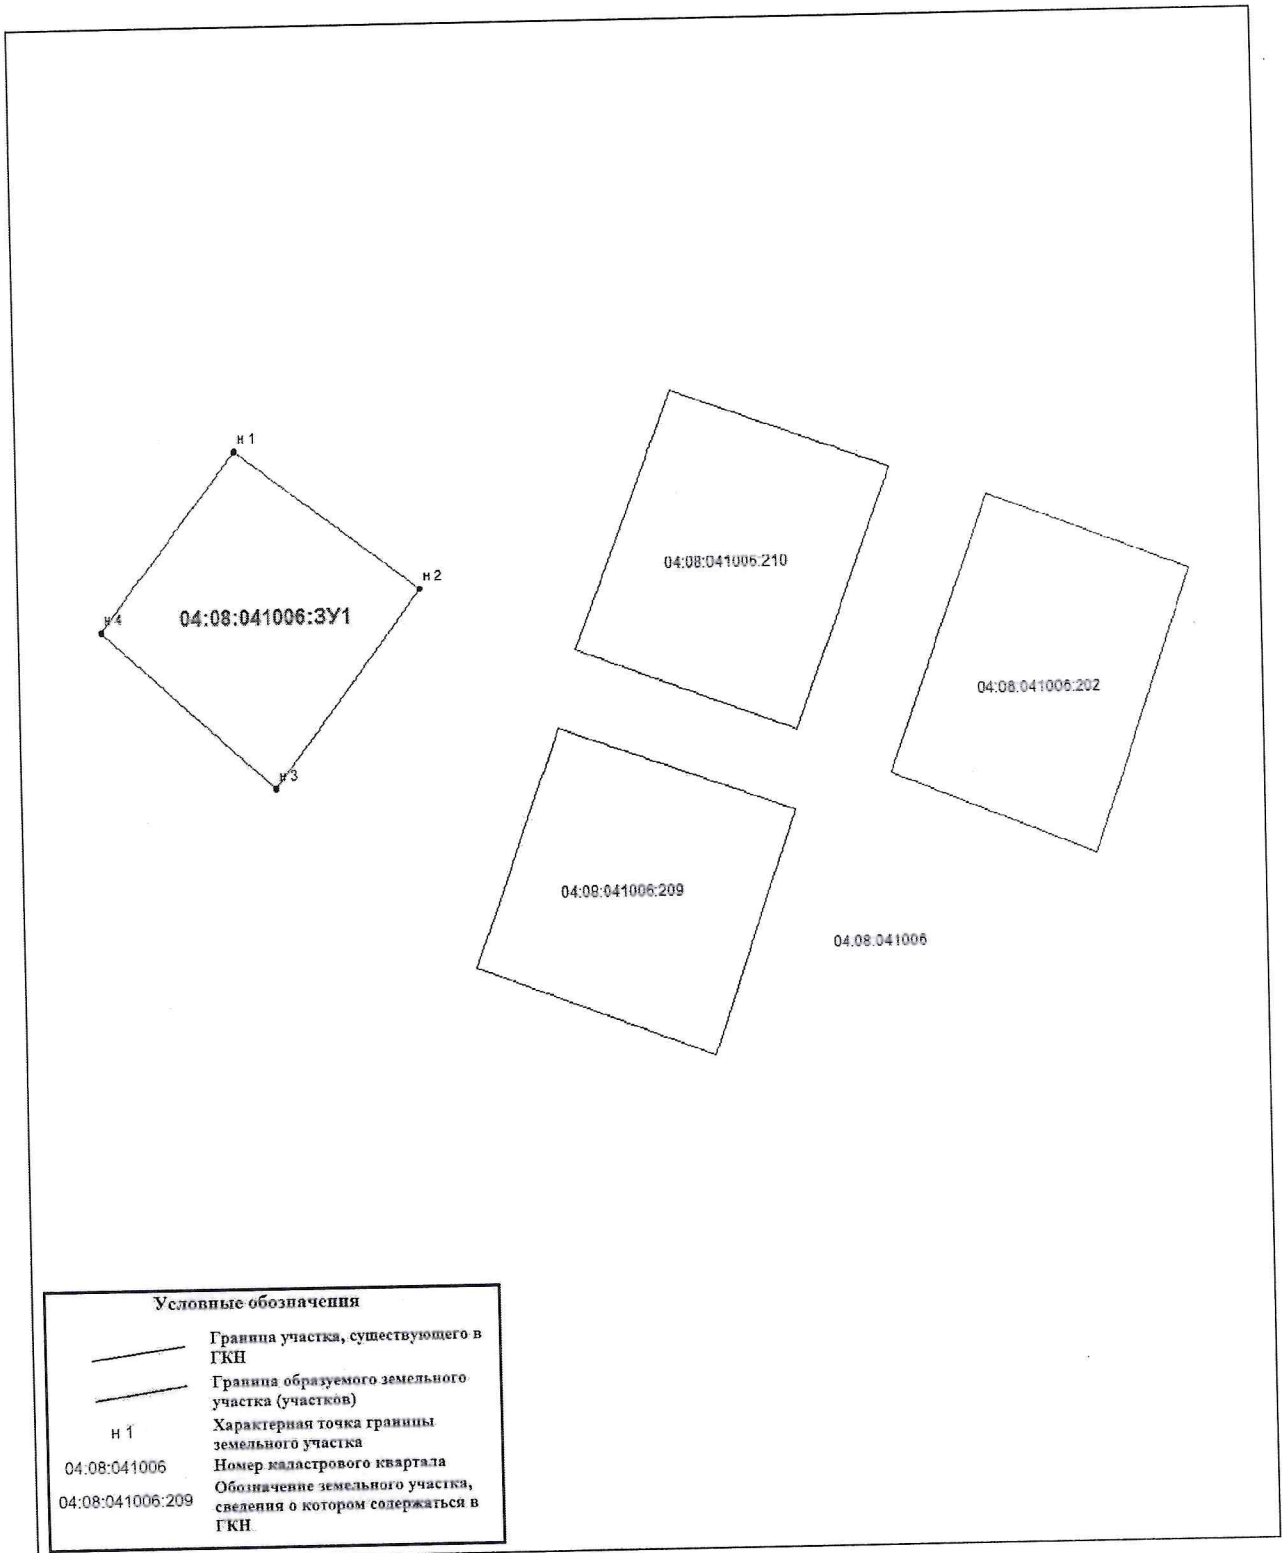 н 1
н 2
04:08:041006:210
04:08:041006:ЗУ1
н 4
04:08:041006:202
н 3
04:08:041006:209
04:08:041006
Условные обозначения
Граница участка, существующего в
ГКН
Граница образуемого земельного
участка (участков)
н 1
Характерная точка границы
земельного участка
04:08:041006
Номер кадастрового квартала
04:08:041006:209
Обозначение земельного участка,
сведения о котором содержаться в
ГКН